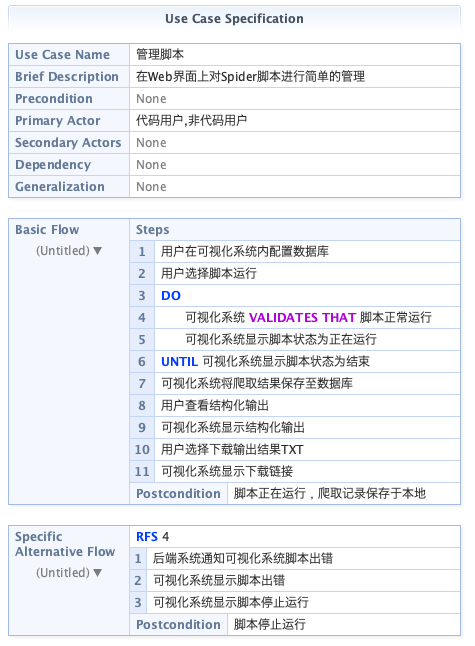 Use Case Specification
Use Case Name 管理脚本
Brief Description 在Web界面上对Spider脚本进行简单的管理
Precondition None
Primary Actor 代码用户,非代码用户
Secondary Actors None
Dependency None
Generalization None
Basic Flow Steps
(Untitled) ▼
1 用户在可视化系统内配置数据库
2 用户选择脚本运行
3 DO
4 可视化系统 VALIDATES THAT 脚本正常运行
5 可视化系统显示脚本状态为正在运行
6 UNTIL 可视化系统显示脚本状态为结束
7 可视化系统将爬取结果保存至数据库
8 用户查看结构化输出
9 可视化系统显示结构化输出
10 用户选择下载输出结果TXT
11 可视化系统显示下载链接
Postcondition 脚本正在运行，爬取记录保存于本地
Specific
Alternative Flow
(Untitled) ▼
RFS 4
1 后端系统通知可视化系统脚本出错
2 可视化系统显示脚本出错
3 可视化系统显示脚本停止运行
Postcondition 脚本停止运行